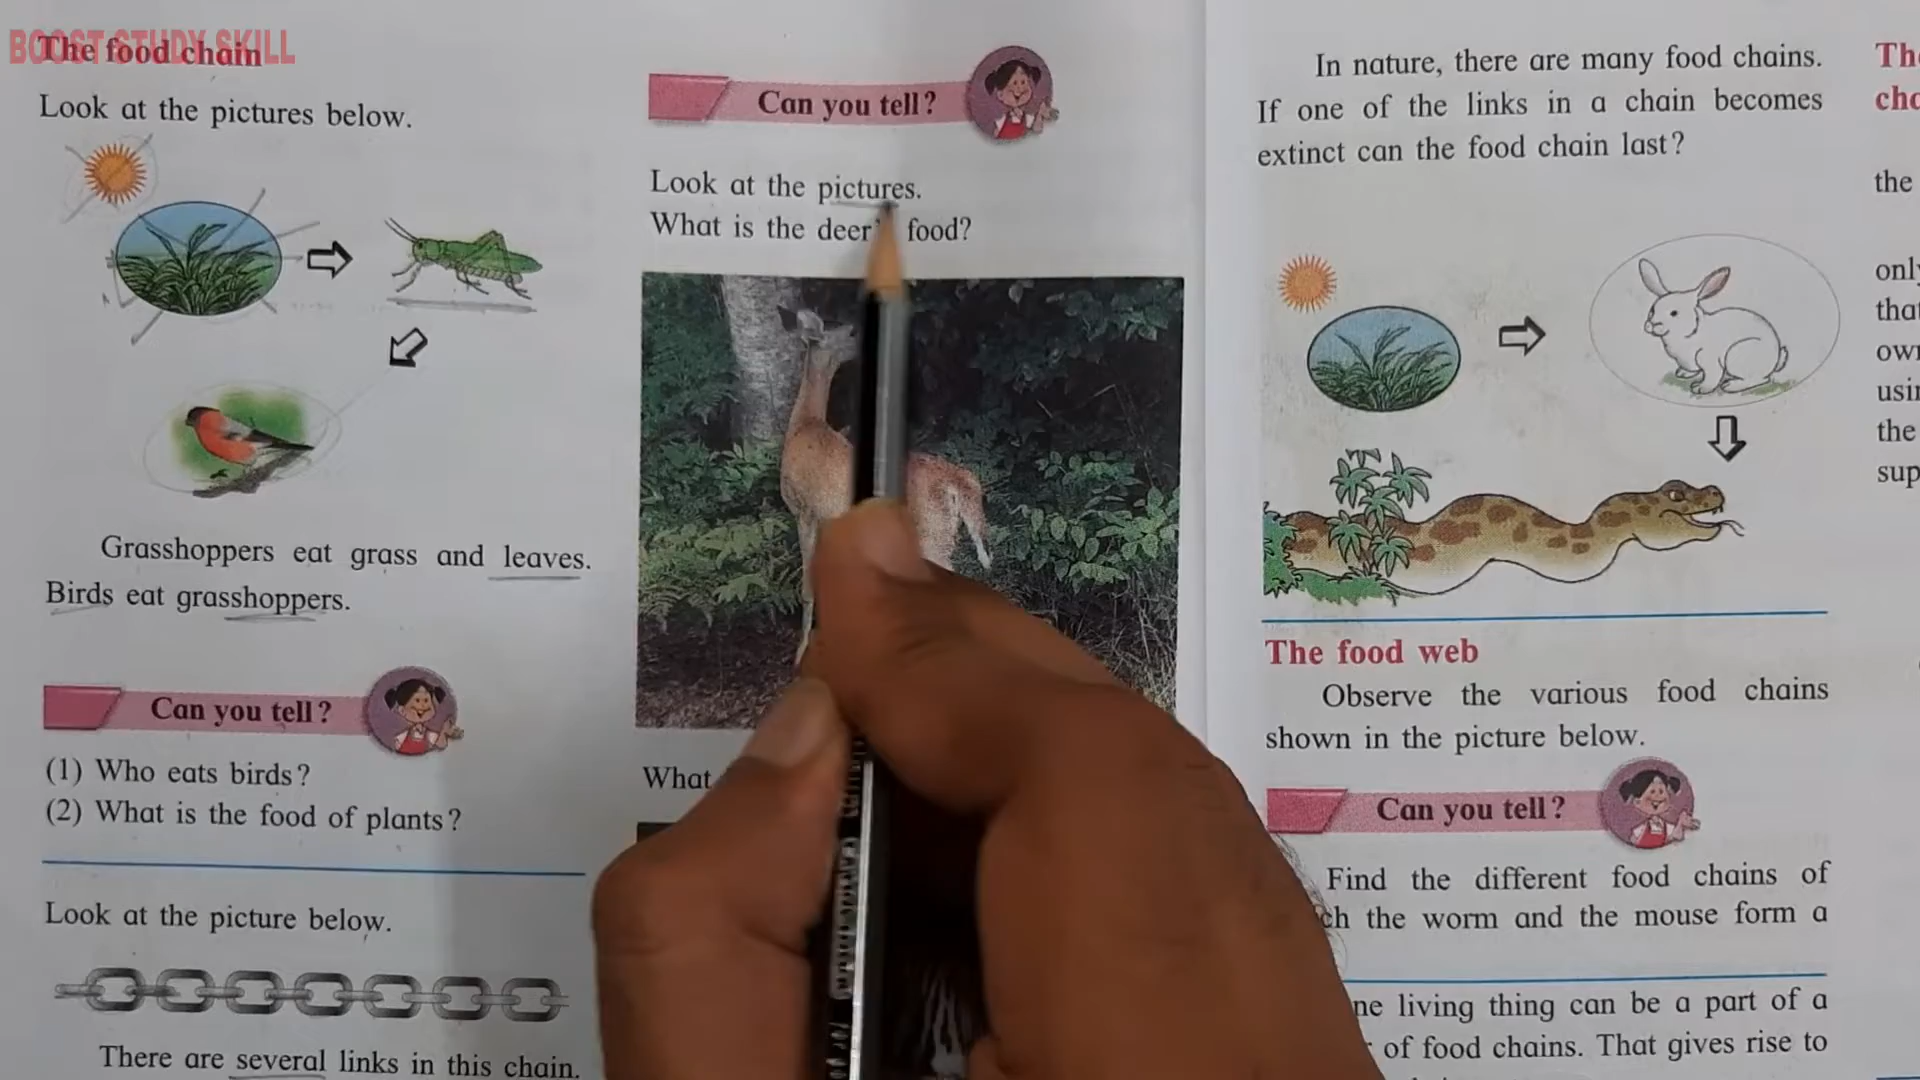 BOOST STUDY SKILL
The food chain
Look at the pictures below.
Grasshoppers eat grass and leaves.
Birds eat grasshoppers.
Can you tell?
(1) Who eats birds?
(2) What is the food of plants?
Look at the picture below.
There are several links in this chain.
Can you tell?
Look at the pictures.
What is the deer food?
What
In nature, there are many food chains.
If one of the links in a chain becomes
extinct can the food chain last?
The food web
Observe the various food chains
shown in the picture below.
Can you tell?
Find the different food chains of
the worm and the mouse form a
living thing can be a part of a
of food chains. That gives rise to
the